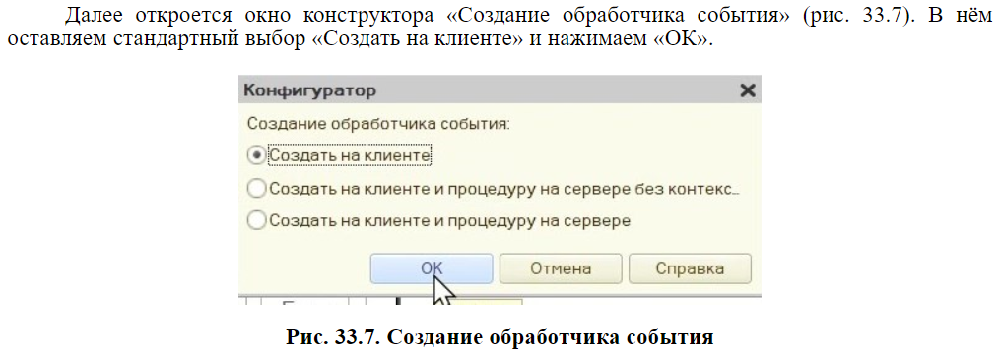 Далее откроется окно конструктора «Создание обработчика события» (рис. 33.7). В нём
оставляем стандартный выбор «Создать на клиенте» и нажимаем «ОК».
Конфигуратор
Создание обработчика события:
Создать на клиенте
Создать на клиенте и процедуру на сервере без контекс...
Создать на клиенте и процедуру на сервере
ОК
Отмена
Справка
Рис. 33.7. Создание обработчика события